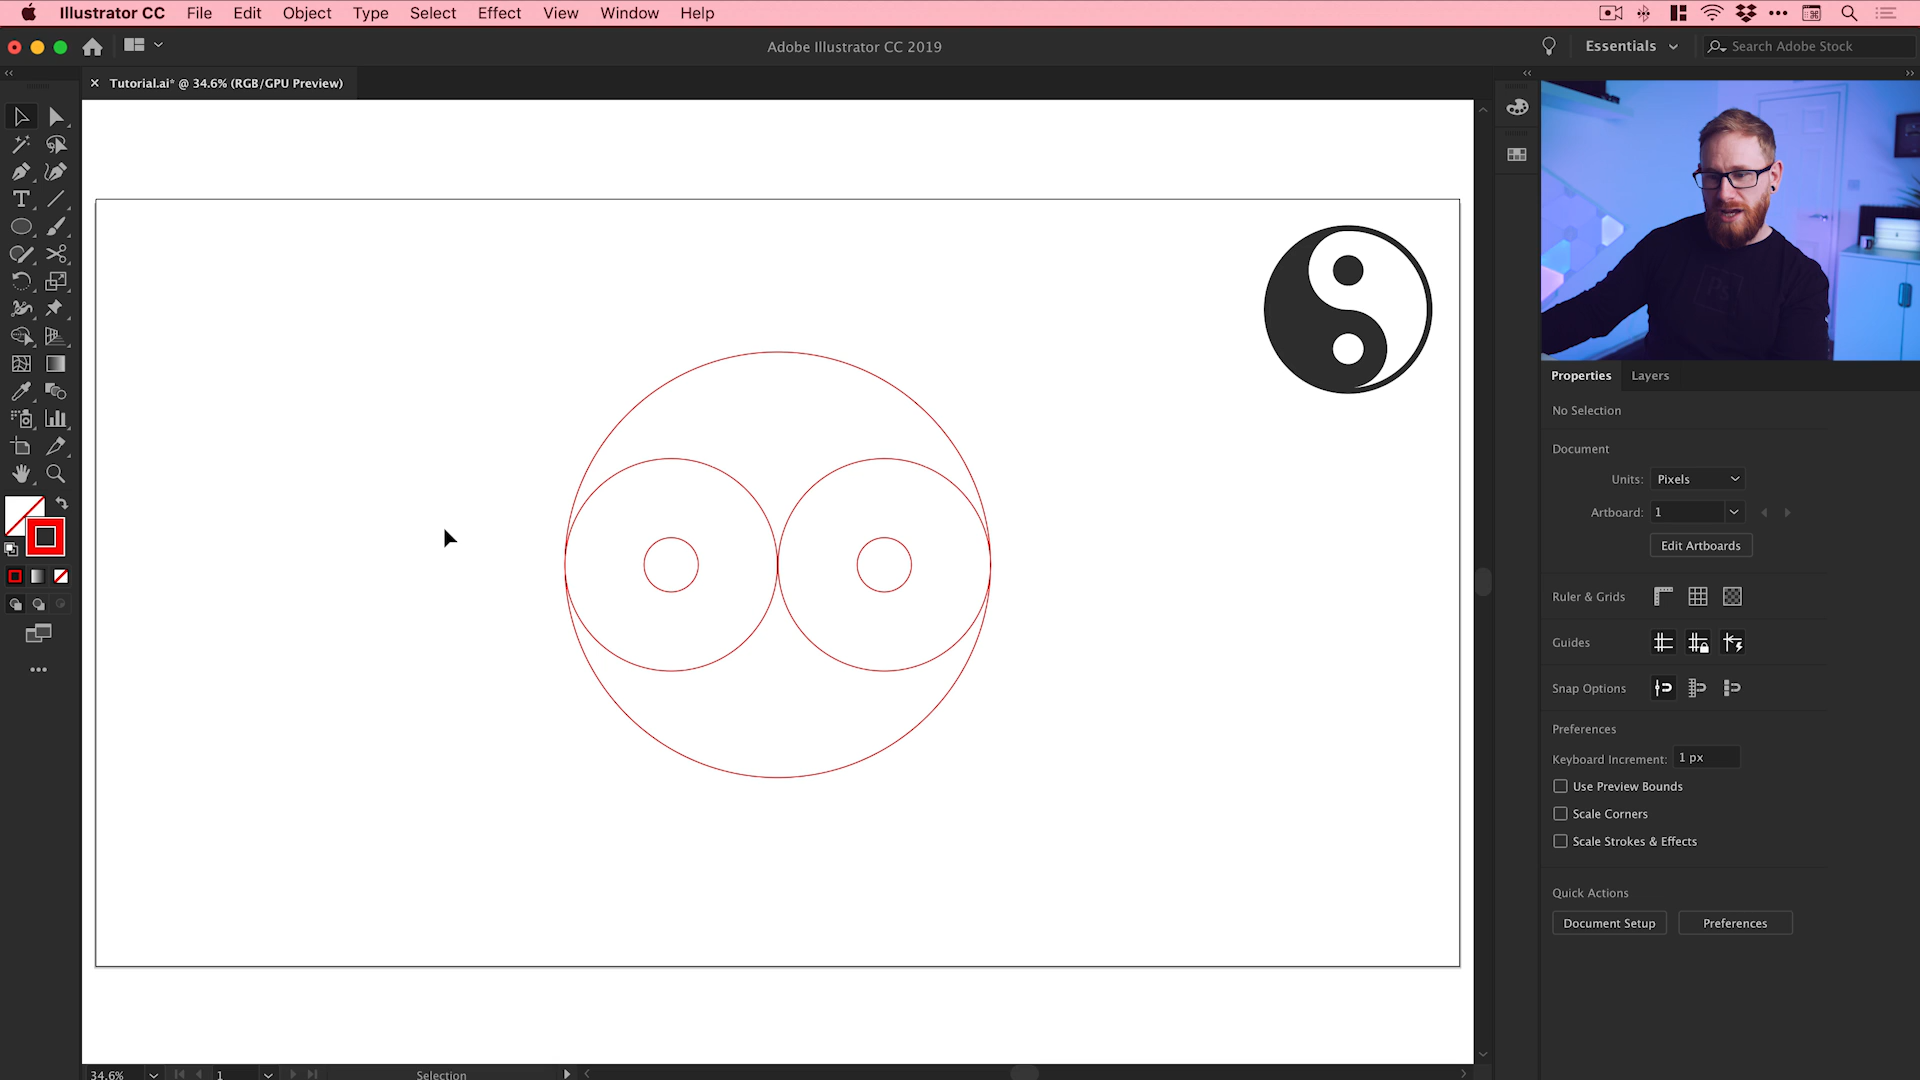 Illustrator CC File Edit Object Type Select Effect View Window Help
Adobe Illustrator CC 2019
Essentials
Search Adobe Stock
Tutorial.ai* @ 34.6% (RGB/GPU Preview)
Properties Layers
No Selection
Document
Units: Pixels
Artboard: 1
Edit Artboards
Ruler & Grids
Guides
Snap Options
Preferences
Keyboard Increment: 1 px
Use Preview Bounds
Scale Corners
Scale Strokes & Effects
Quick Actions
Document Setup Preferences
34.6% 1 Selection